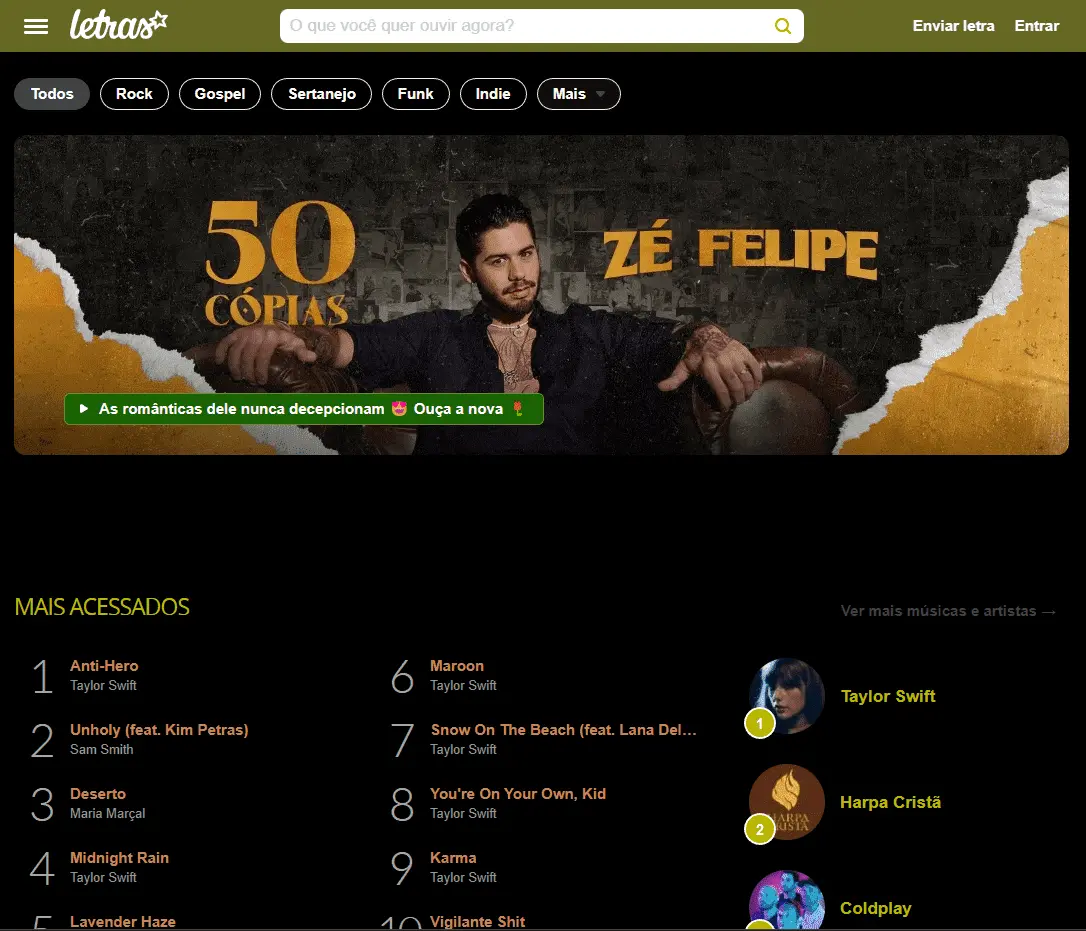 letras
O que você quer ouvir agora?
Enviar letra
Entrar
Todos
Rock
Gospel
Sertanejo
Funk
Indie
Mais
50
CÓPIAS
ZÉ FELIPE
As românticas dele nunca decepcionam 😍 Ouça a nova 🌹
MAIS ACESSADOS
Ver mais músicas e artistas →
1
Anti-Hero
Taylor Swift
2
Unholy (feat. Kim Petras)
Sam Smith
3
Deserto
Maria Marçal
4
Midnight Rain
Taylor Swift
5
Lavender Haze
6
Maroon
Taylor Swift
7
Snow On The Beach (feat. Lana Del…
Taylor Swift
8
You're On Your Own, Kid
Taylor Swift
9
Karma
Taylor Swift
10
Vigilante Shit
1
Taylor Swift
HARPA
CRISTÃ
2
Harpa Cristã
Coldplay